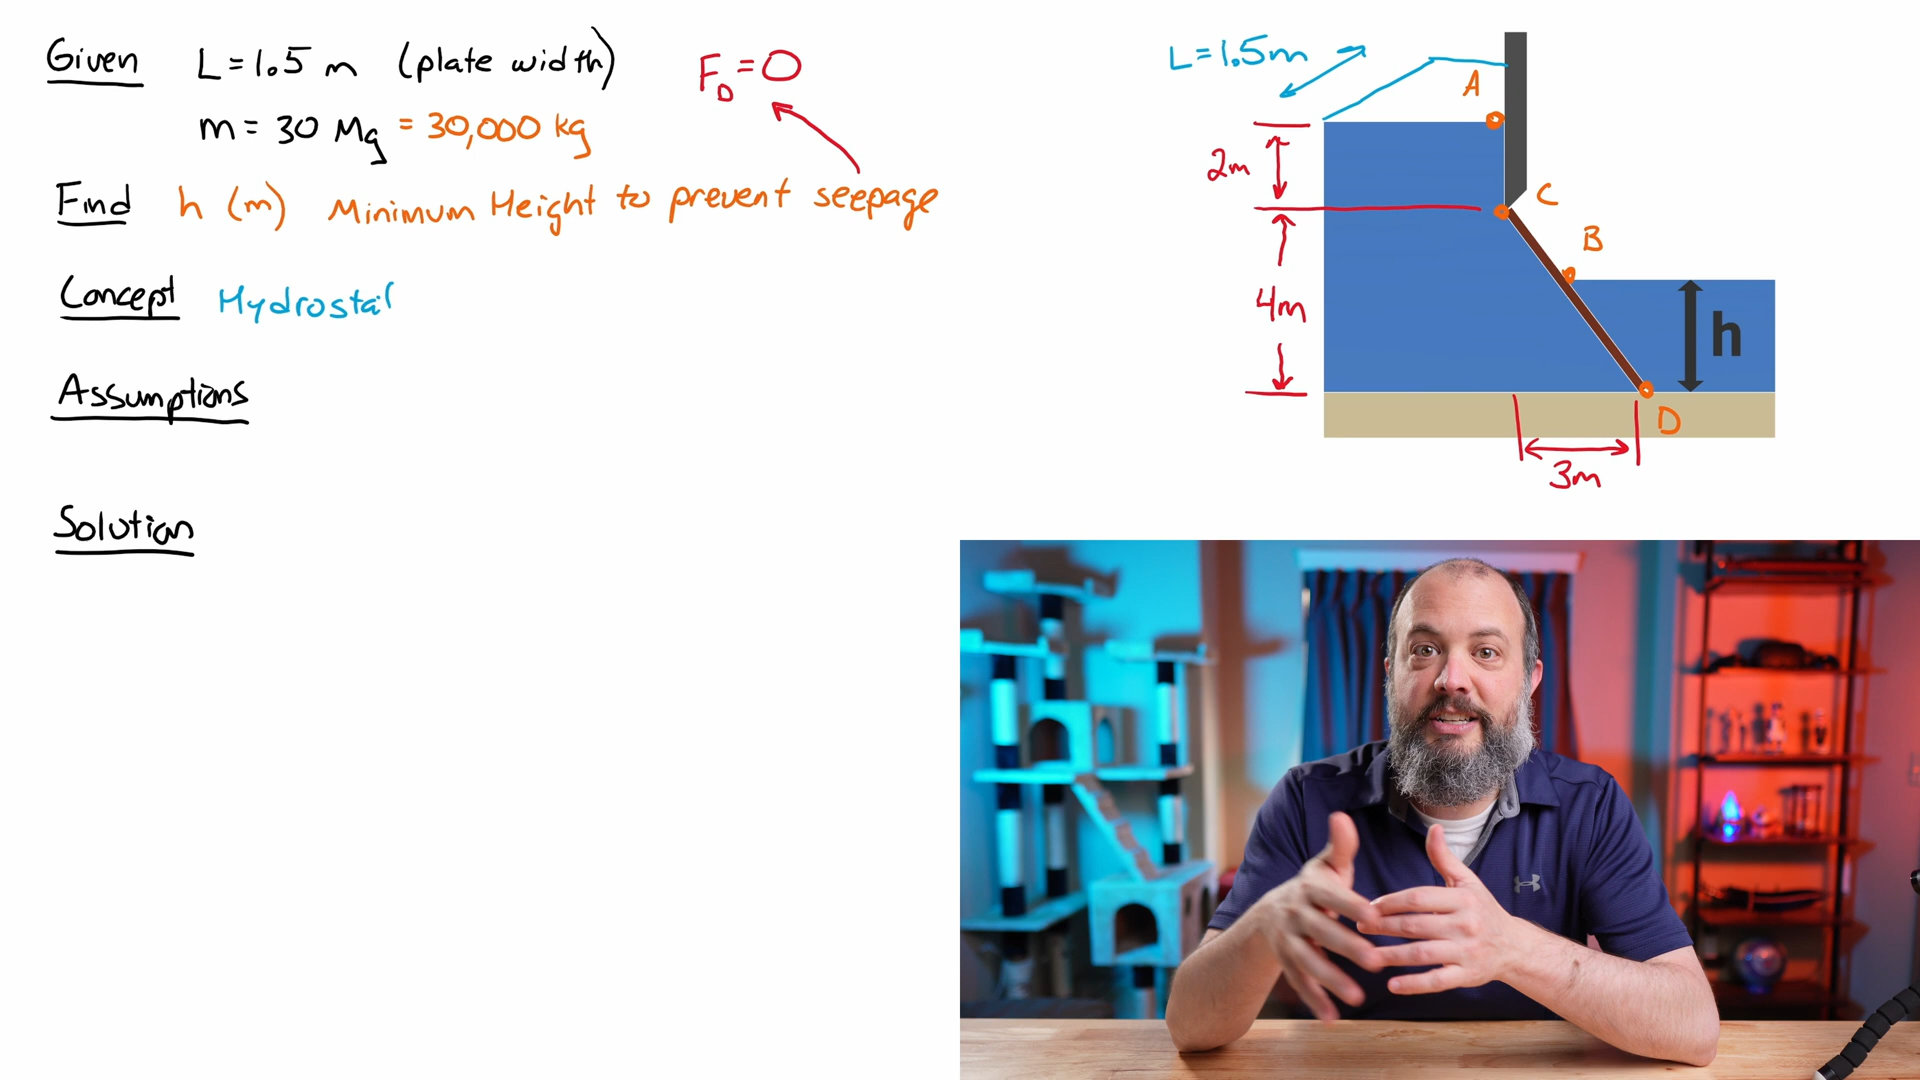 Given L = 1.5 m (plate width)
m = 30 Mg = 30,000 kg
F_D = 0
Find h (m) Minimum Height to prevent seepage
Concept Hydrostat
Assumptions
Solution
L = 1.5m
A
2m
C
B
4m
h
D
3m